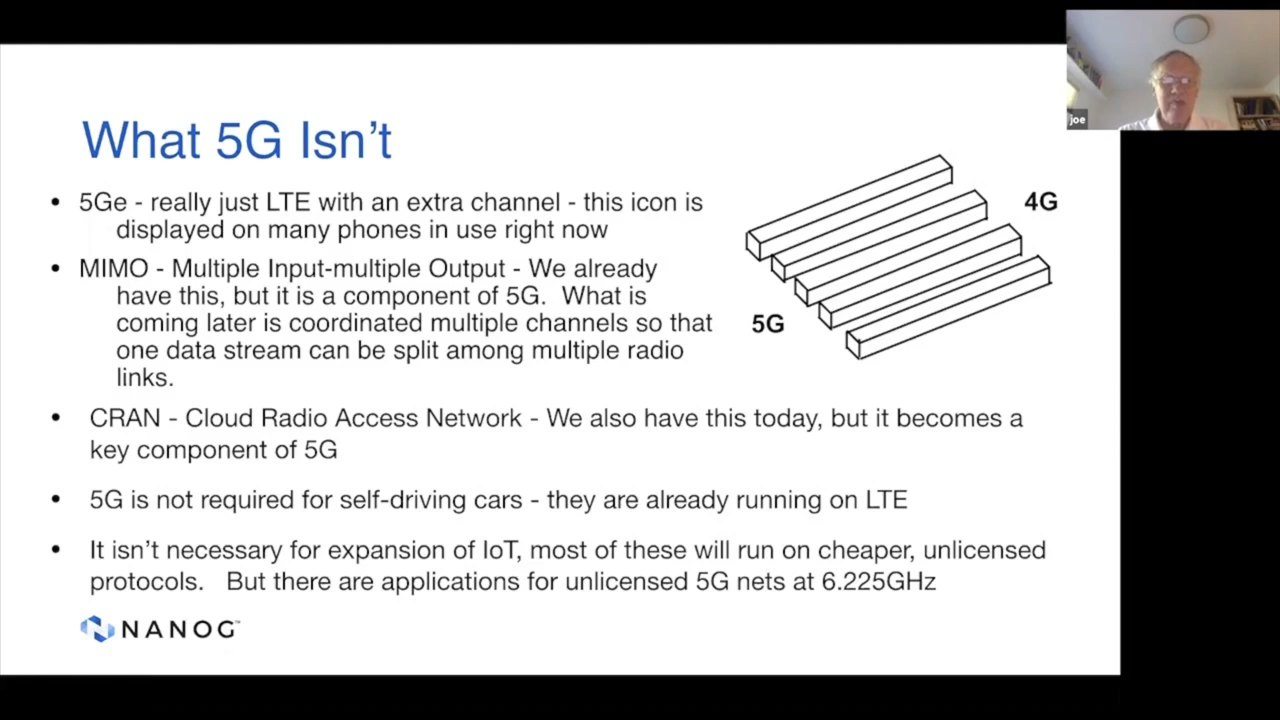 What 5G Isn't
• 5Ge - really just LTE with an extra channel - this icon is
displayed on many phones in use right now
• MIMO - Multiple Input-multiple Output - We already
have this, but it is a component of 5G. What is
coming later is coordinated multiple channels so that
one data stream can be split among multiple radio
links.
• CRAN - Cloud Radio Access Network - We also have this today, but it becomes a
key component of 5G
• 5G is not required for self-driving cars - they are already running on LTE
• It isn't necessary for expansion of IoT, most of these will run on cheaper, unlicensed
protocols. But there are applications for unlicensed 5G nets at 6.225GHz
4G
5G
NANOG™
joe